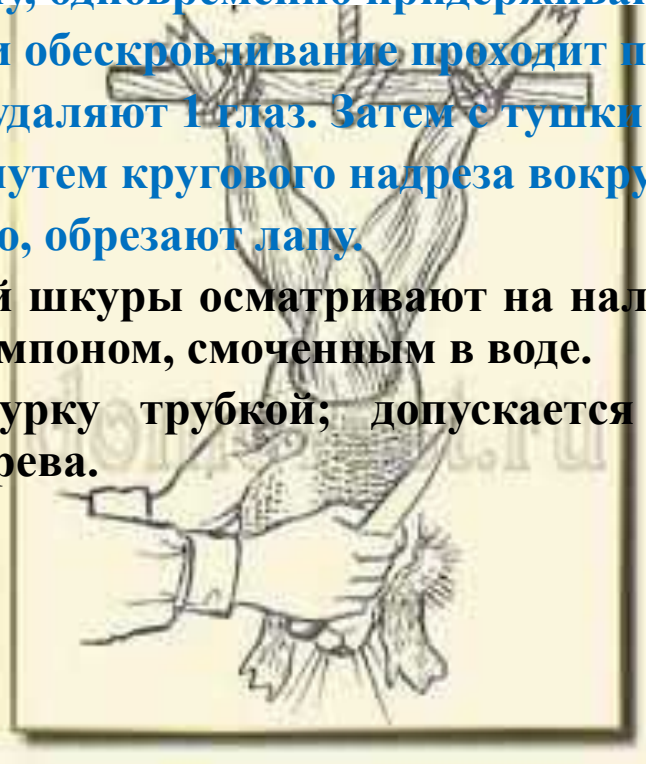 одновременно придерживаю
и обескровливание проходит п
удаляют 1 глаз. Затем с тушки
путем кругового надреза вокру
о, обрезают лапу.
й шкуры осматривают на нал
мпоном, смоченным в воде.
урку трубкой; допускается
рева.